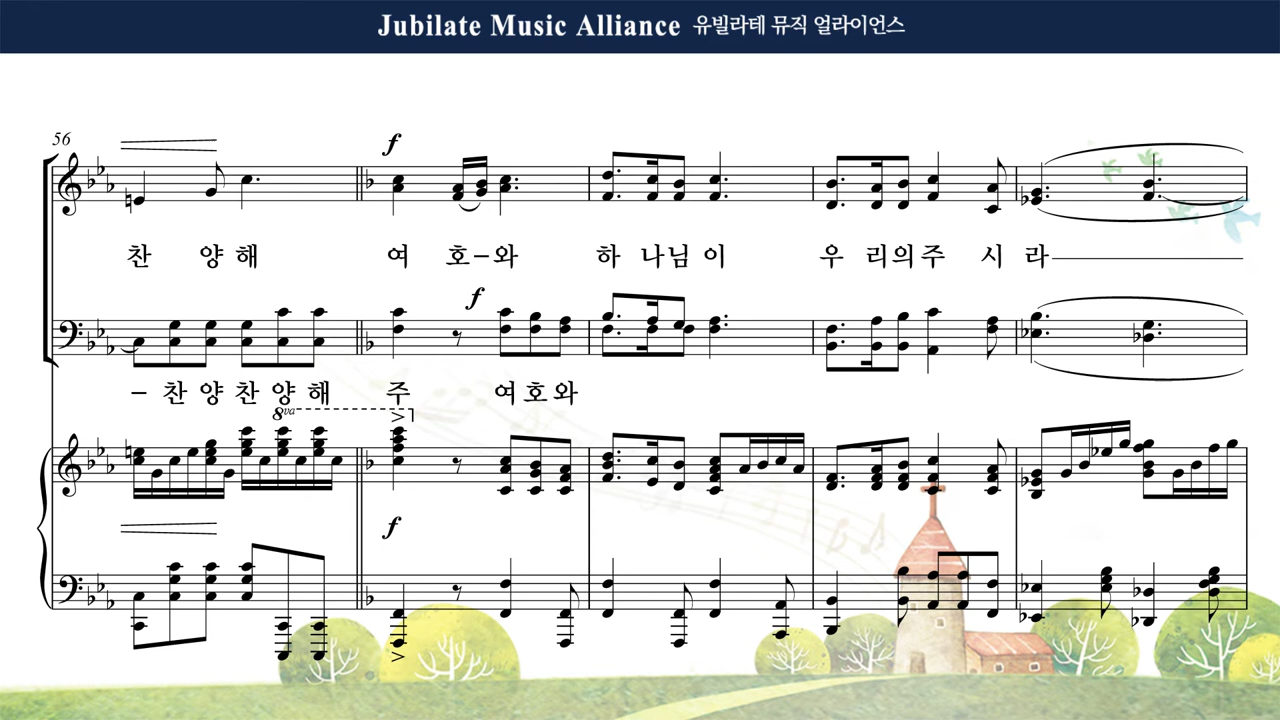 Jubilate Music Alliance 유빌라테 뮤직 얼라이언스
56
f
찬 양 해 여 호-와 하 나님 이 우 리의주 시 라
f
- 찬 양 찬 양 해 주 여 호 와
8va
f